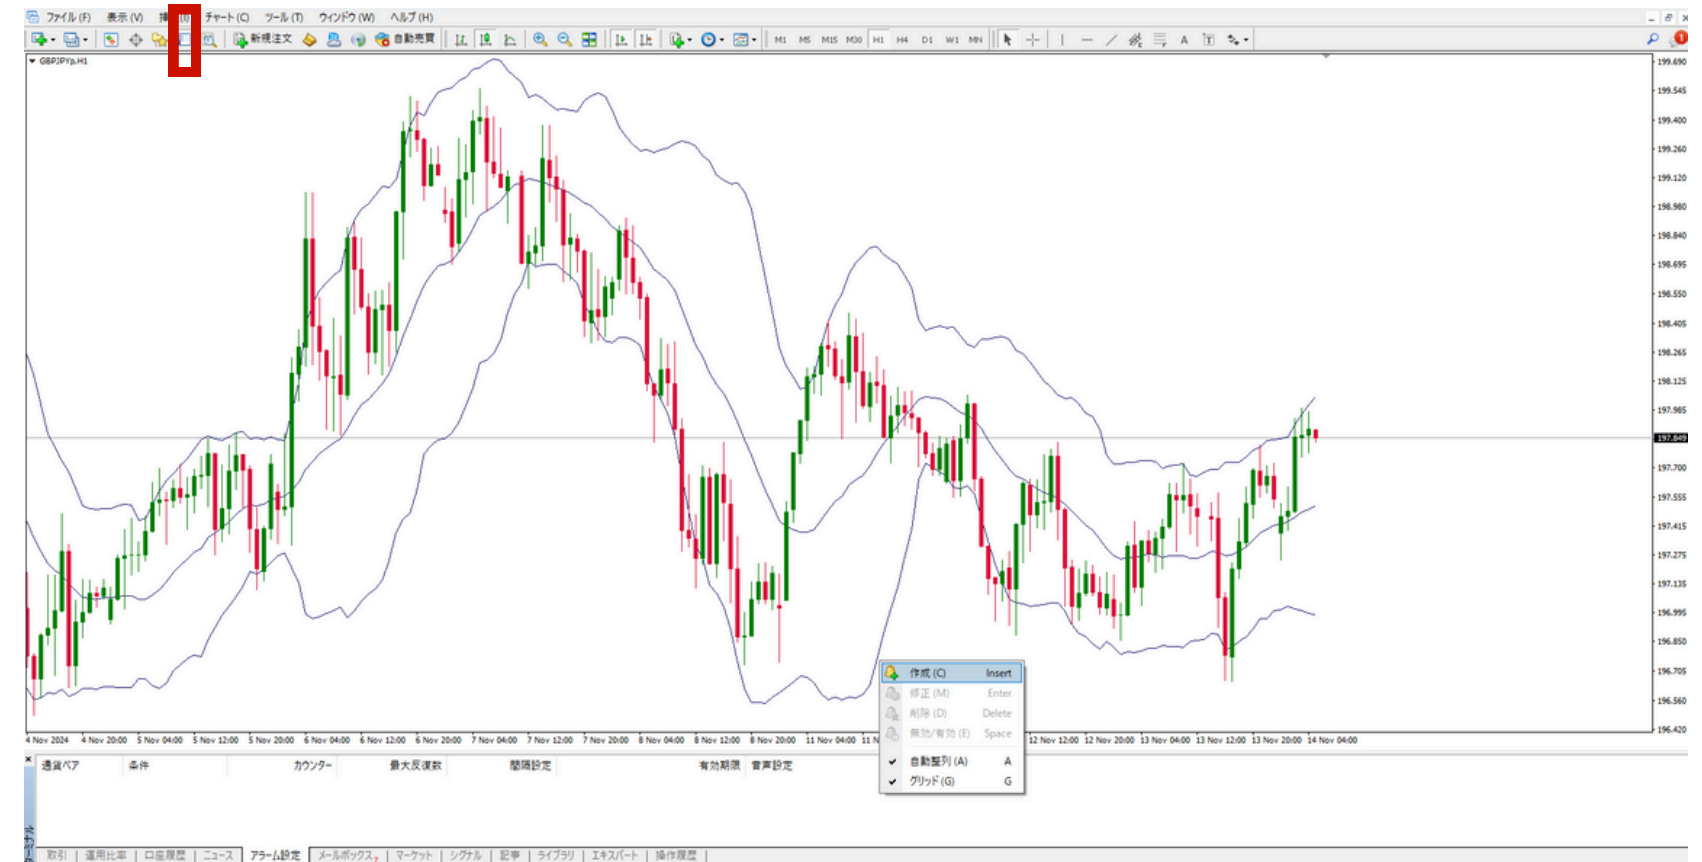 ファイル (F) 表示 (V) チャート (C) ツール (T) ウィンドウ (W) ヘルプ (H)
新規注文 自動売買 M1 M5 M15 M30 H1 H4 D1 W1 MN A T 1
GBPJPYp,H1
199.690
199.545
199.400
199.260
199.120
198.980
198.840
198.695
198.550
198.405
198.265
198.125
197.985
197.849
197.700
197.555
197.415
197.275
197.135
196.995
196.850
196.705
196.560
196.420
作成 (C) Insert
修正 (M) Enter
削除 (D) Delete
無効/有効 (E) Space
自動整列 (A) A
グリッド (G) G
4 Nov 2024 4 Nov 20:00 5 Nov 04:00 5 Nov 12:00 5 Nov 20:00 6 Nov 04:00 6 Nov 12:00 6 Nov 20:00 7 Nov 04:00 7 Nov 12:00 7 Nov 20:00 8 Nov 04:00 8 Nov 12:00 8 Nov 20:00 11 Nov 04:00 11 N 12 Nov 12:00 12 Nov 20:00 13 Nov 04:00 13 Nov 12:00 13 Nov 20:00 14 Nov 04:00
通貨ペア 条件 カウンター 最大反復数 間隔設定 有効期限 音声設定
取引 | 運用比率 | 口座履歴 | ニュース | アラーム設定 | メールボックス 7 | マーケット | シグナル | 記事 | ライブラリ | エキスパート | 操作履歴 |